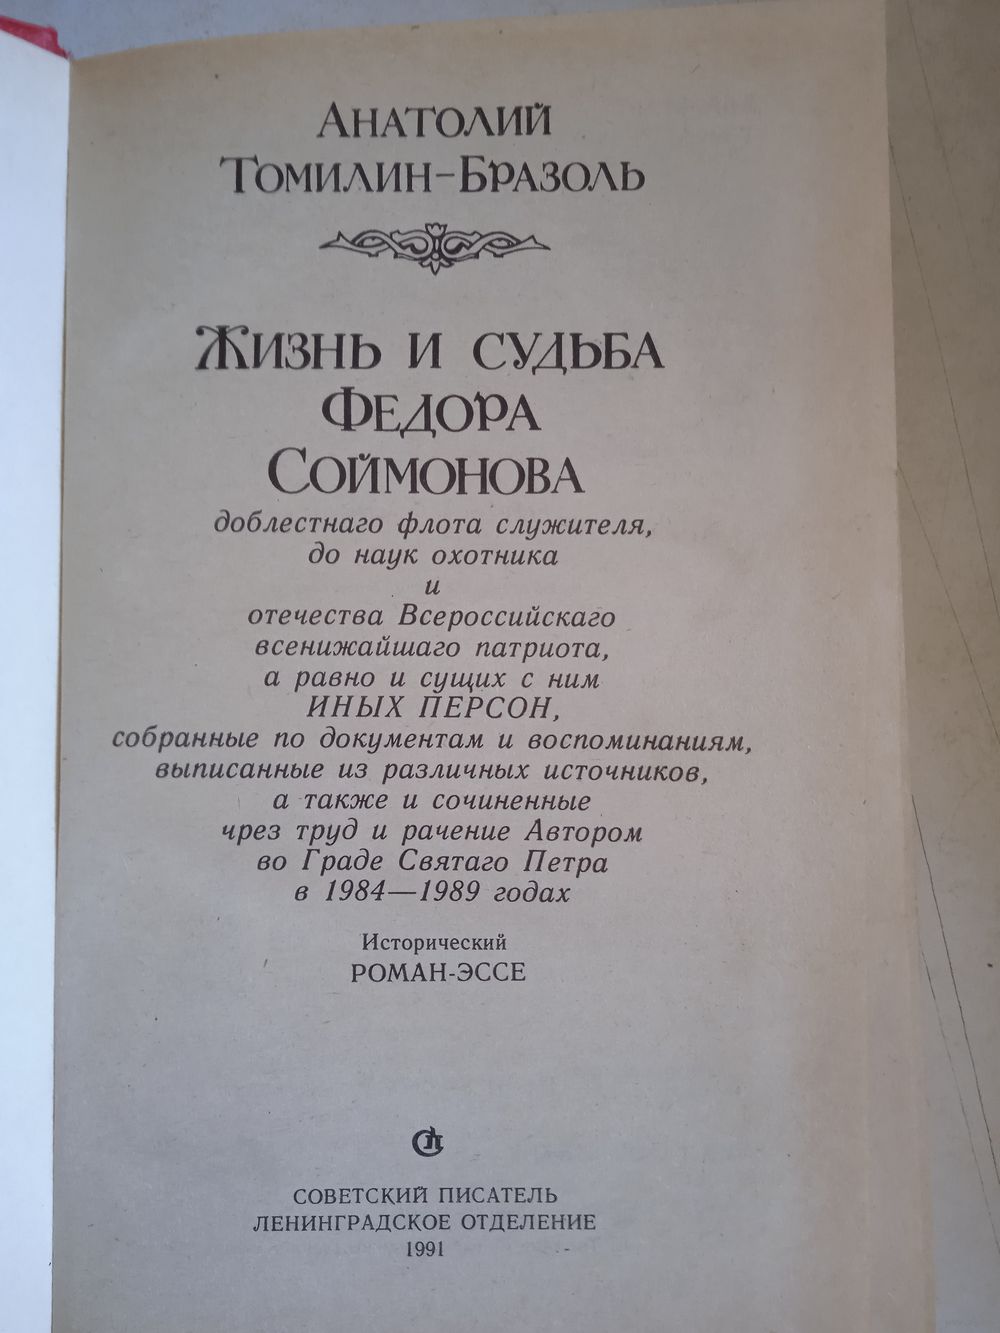 Анатолий
Томилин-Бразоль
Жизнь и судьба
Федора
Соймонова
доблестнаго флота служителя,
до наук охотника
и
отечества Всероссийскаго
всенижайшаго патриота,
а равно и сущих с ним
ИНЫХ ПЕРСОН,
собранные по документам и воспоминаниям,
выписанные из различных источников,
а также и сочиненные
чрез труд и рачение Автором
во Граде Святаго Петра
в 1984—1989 годах
Исторический
РОМАН-ЭССЕ
СП
СОВЕТСКИЙ ПИСАТЕЛЬ
ЛЕНИНГРАДСКОЕ ОТДЕЛЕНИЕ
1991